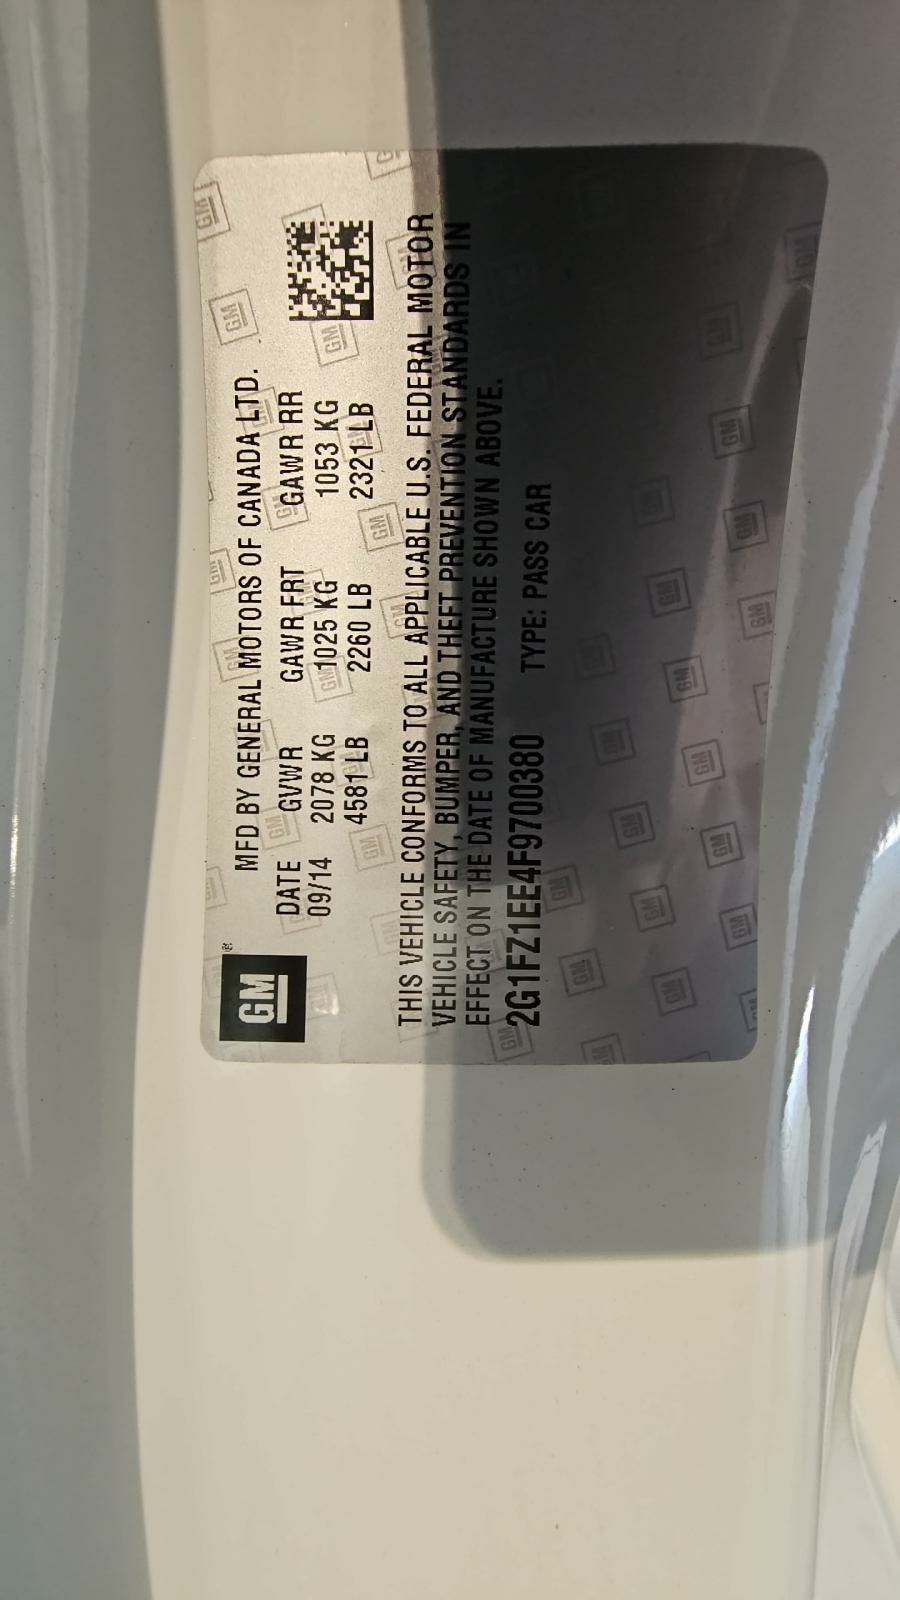 GM®
MFD BY GENERAL MOTORS OF CANADA LTD.
DATE GVWR GAWR FRT GAWR RR
09/14 2078 KG 1025 KG 1053 KG
4581 LB 2260 LB 2321 LB
THIS VEHICLE CONFORMS TO ALL APPLICABLE U.S. FEDERAL MOTOR
VEHICLE SAFETY, BUMPER, AND THEFT PREVENTION STANDARDS IN
EFFECT ON THE DATE OF MANUFACTURE SHOWN ABOVE.
2G1FZ1EE4F9700380 TYPE: PASS CAR